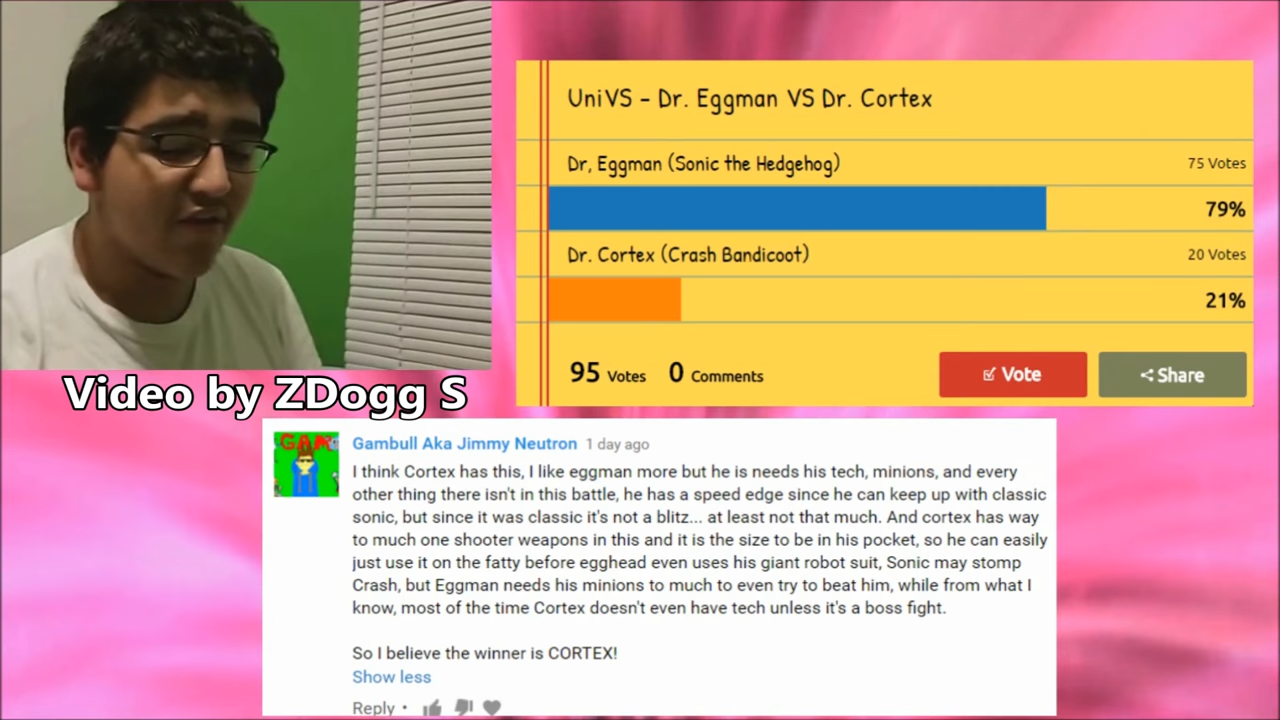 UniVS - Dr. Eggman VS Dr. Cortex
Dr, Eggman (Sonic the Hedgehog)
75 Votes
79%
Dr. Cortex (Crash Bandicoot)
20 Votes
21%
95 Votes 0 Comments
Vote
Share
Video by ZDogg S
GAM
Gambull Aka Jimmy Neutron 1 day ago
I think Cortex has this, I like eggman more but he is needs his tech, minions, and every
other thing there isn't in this battle, he has a speed edge since he can keep up with classic
sonic, but since it was classic it's not a blitz... at least not that much. And cortex has way
to much one shooter weapons in this and it is the size to be in his pocket, so he can easily
just use it on the fatty before egghead even uses his giant robot suit, Sonic may stomp
Crash, but Eggman needs his minions to much to even try to beat him, while from what I
know, most of the time Cortex doesn't even have tech unless it's a boss fight.
So I believe the winner is CORTEX!
Show less
Reply •